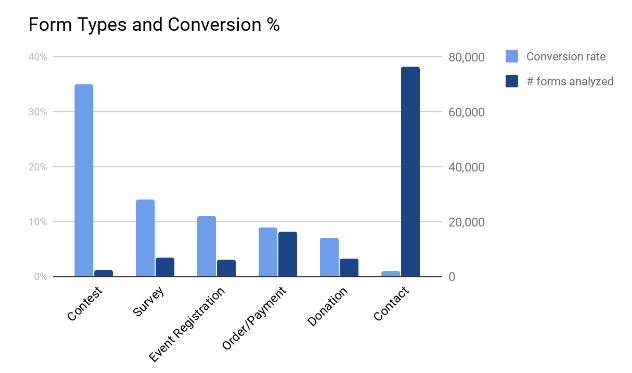 Form Types and Conversion %
40%
30%
20%
10%
0%
80,000
60,000
40,000
20,000
0
Conversion rate
# forms analyzed
Contest
Survey
Event Registration
Order/Payment
Donation
Contact